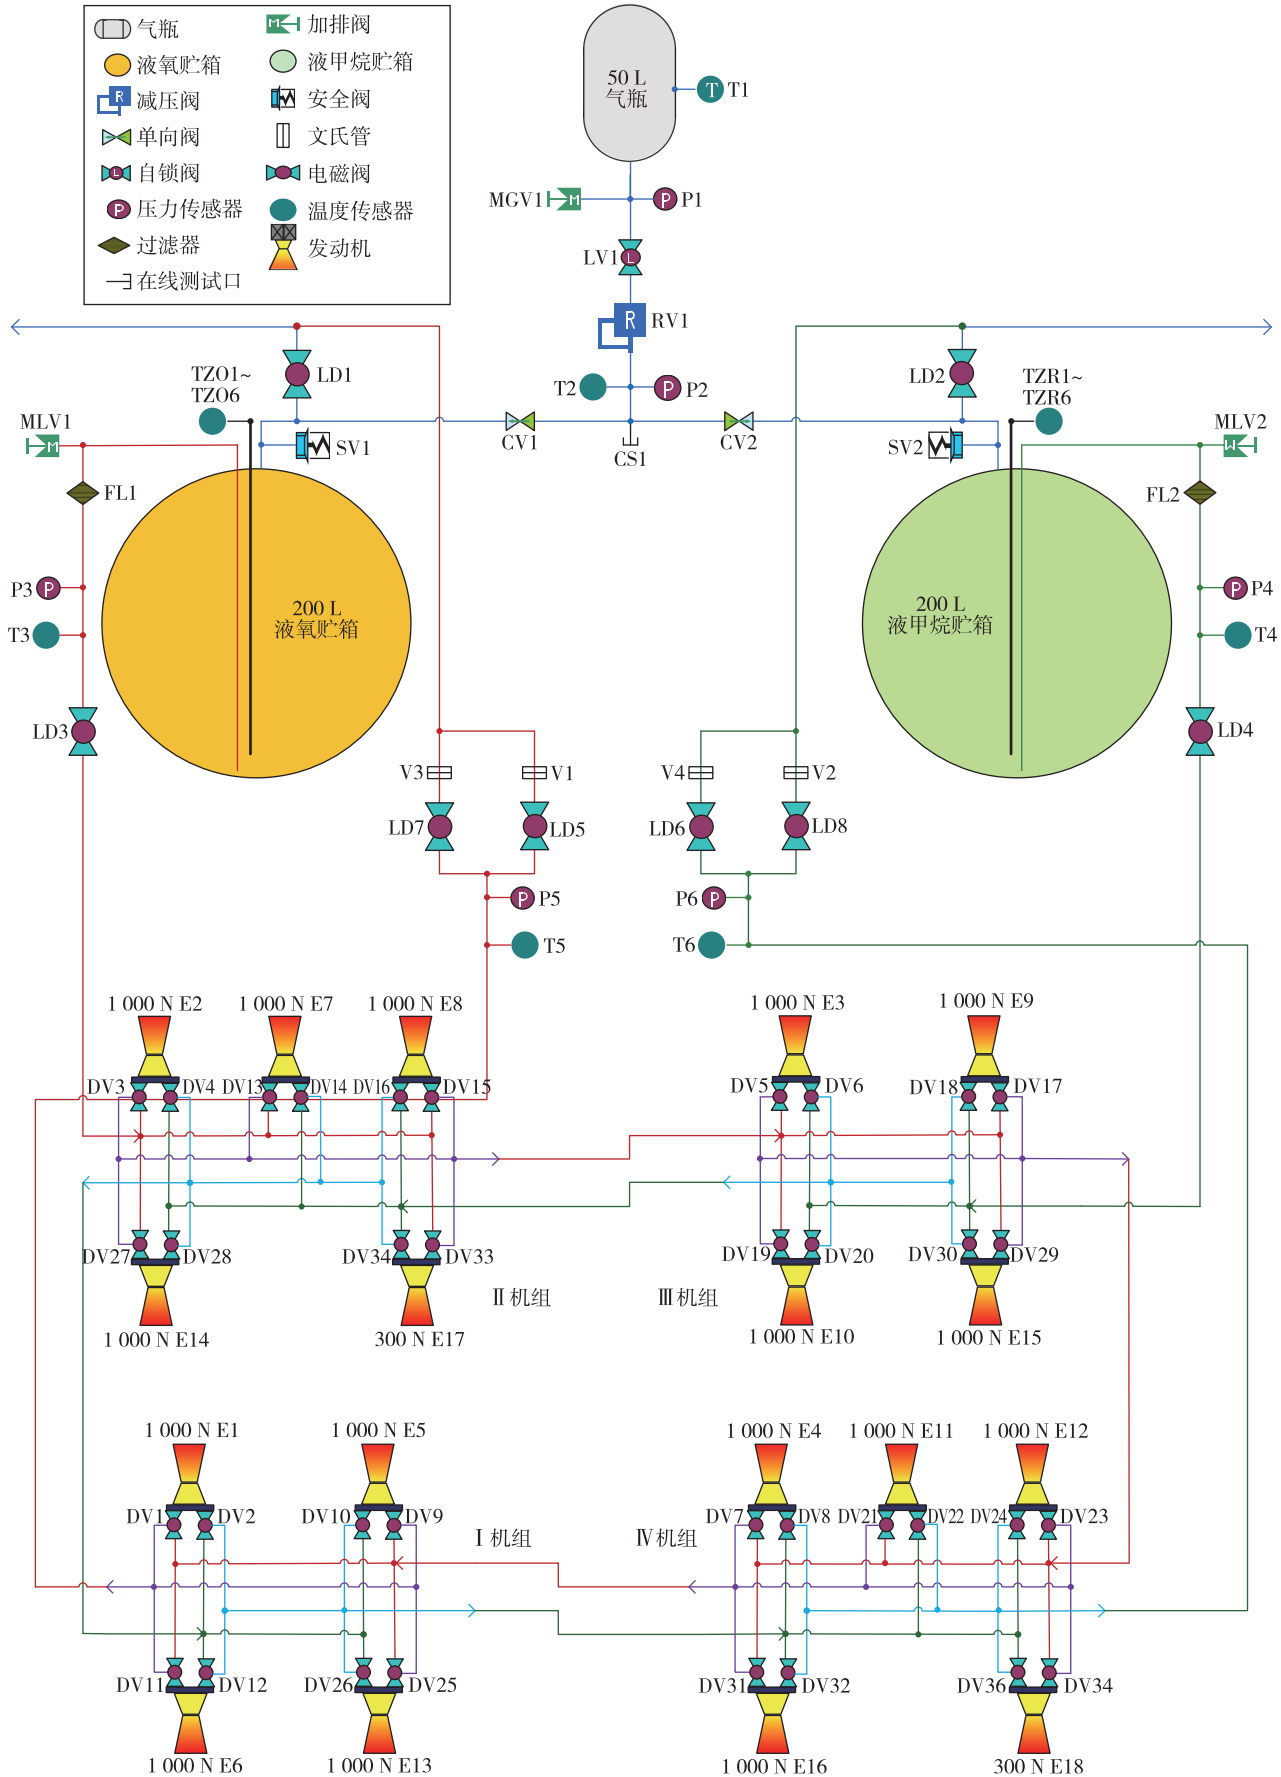 气瓶
加排阀
液氧贮箱
液甲烷贮箱
R
减压阀
安全阀
单向阀
文氏管
L
自锁阀
电磁阀
P
压力传感器
温度传感器
过滤器
发动机
在线测试口
50 L
气瓶
T
T1
MGV1
M
P
P1
LV1
L
R
RV1
T2
P
P2
CV1
CV2
CS1
LD1
LD2
TZO1~
TZO6
TZR1~
TZR6
MLV1
M
MLV2
M
SV1
SV2
FL1
FL2
P3
P
P
P4
T3
T4
200 L
液氧贮箱
200 L
液甲烷贮箱
LD3
LD4
V3
V1
V4
V2
LD7
LD5
LD6
LD8
P
P5
P6
P
T5
T6
1 000 N E2
1 000 N E7
1 000 N E8
1 000 N E3
1 000 N E9
DV3
DV4
DV13
DV14
DV16
DV15
DV5
DV6
DV18
DV17
DV27
DV28
DV34
DV33
DV19
DV20
DV30
DV29
Ⅱ机组
Ⅲ机组
1 000 N E14
300 N E17
1 000 N E10
1 000 N E15
1 000 N E1
1 000 N E5
1 000 N E4
1 000 N E11
1 000 N E12
DV1
DV2
DV10
DV9
DV7
DV8
DV21
DV22
DV24
DV23
Ⅰ机组
Ⅳ机组
DV11
DV12
DV26
DV25
DV31
DV32
DV36
DV34
1 000 N E6
1 000 N E13
1 000 N E16
300 N E18